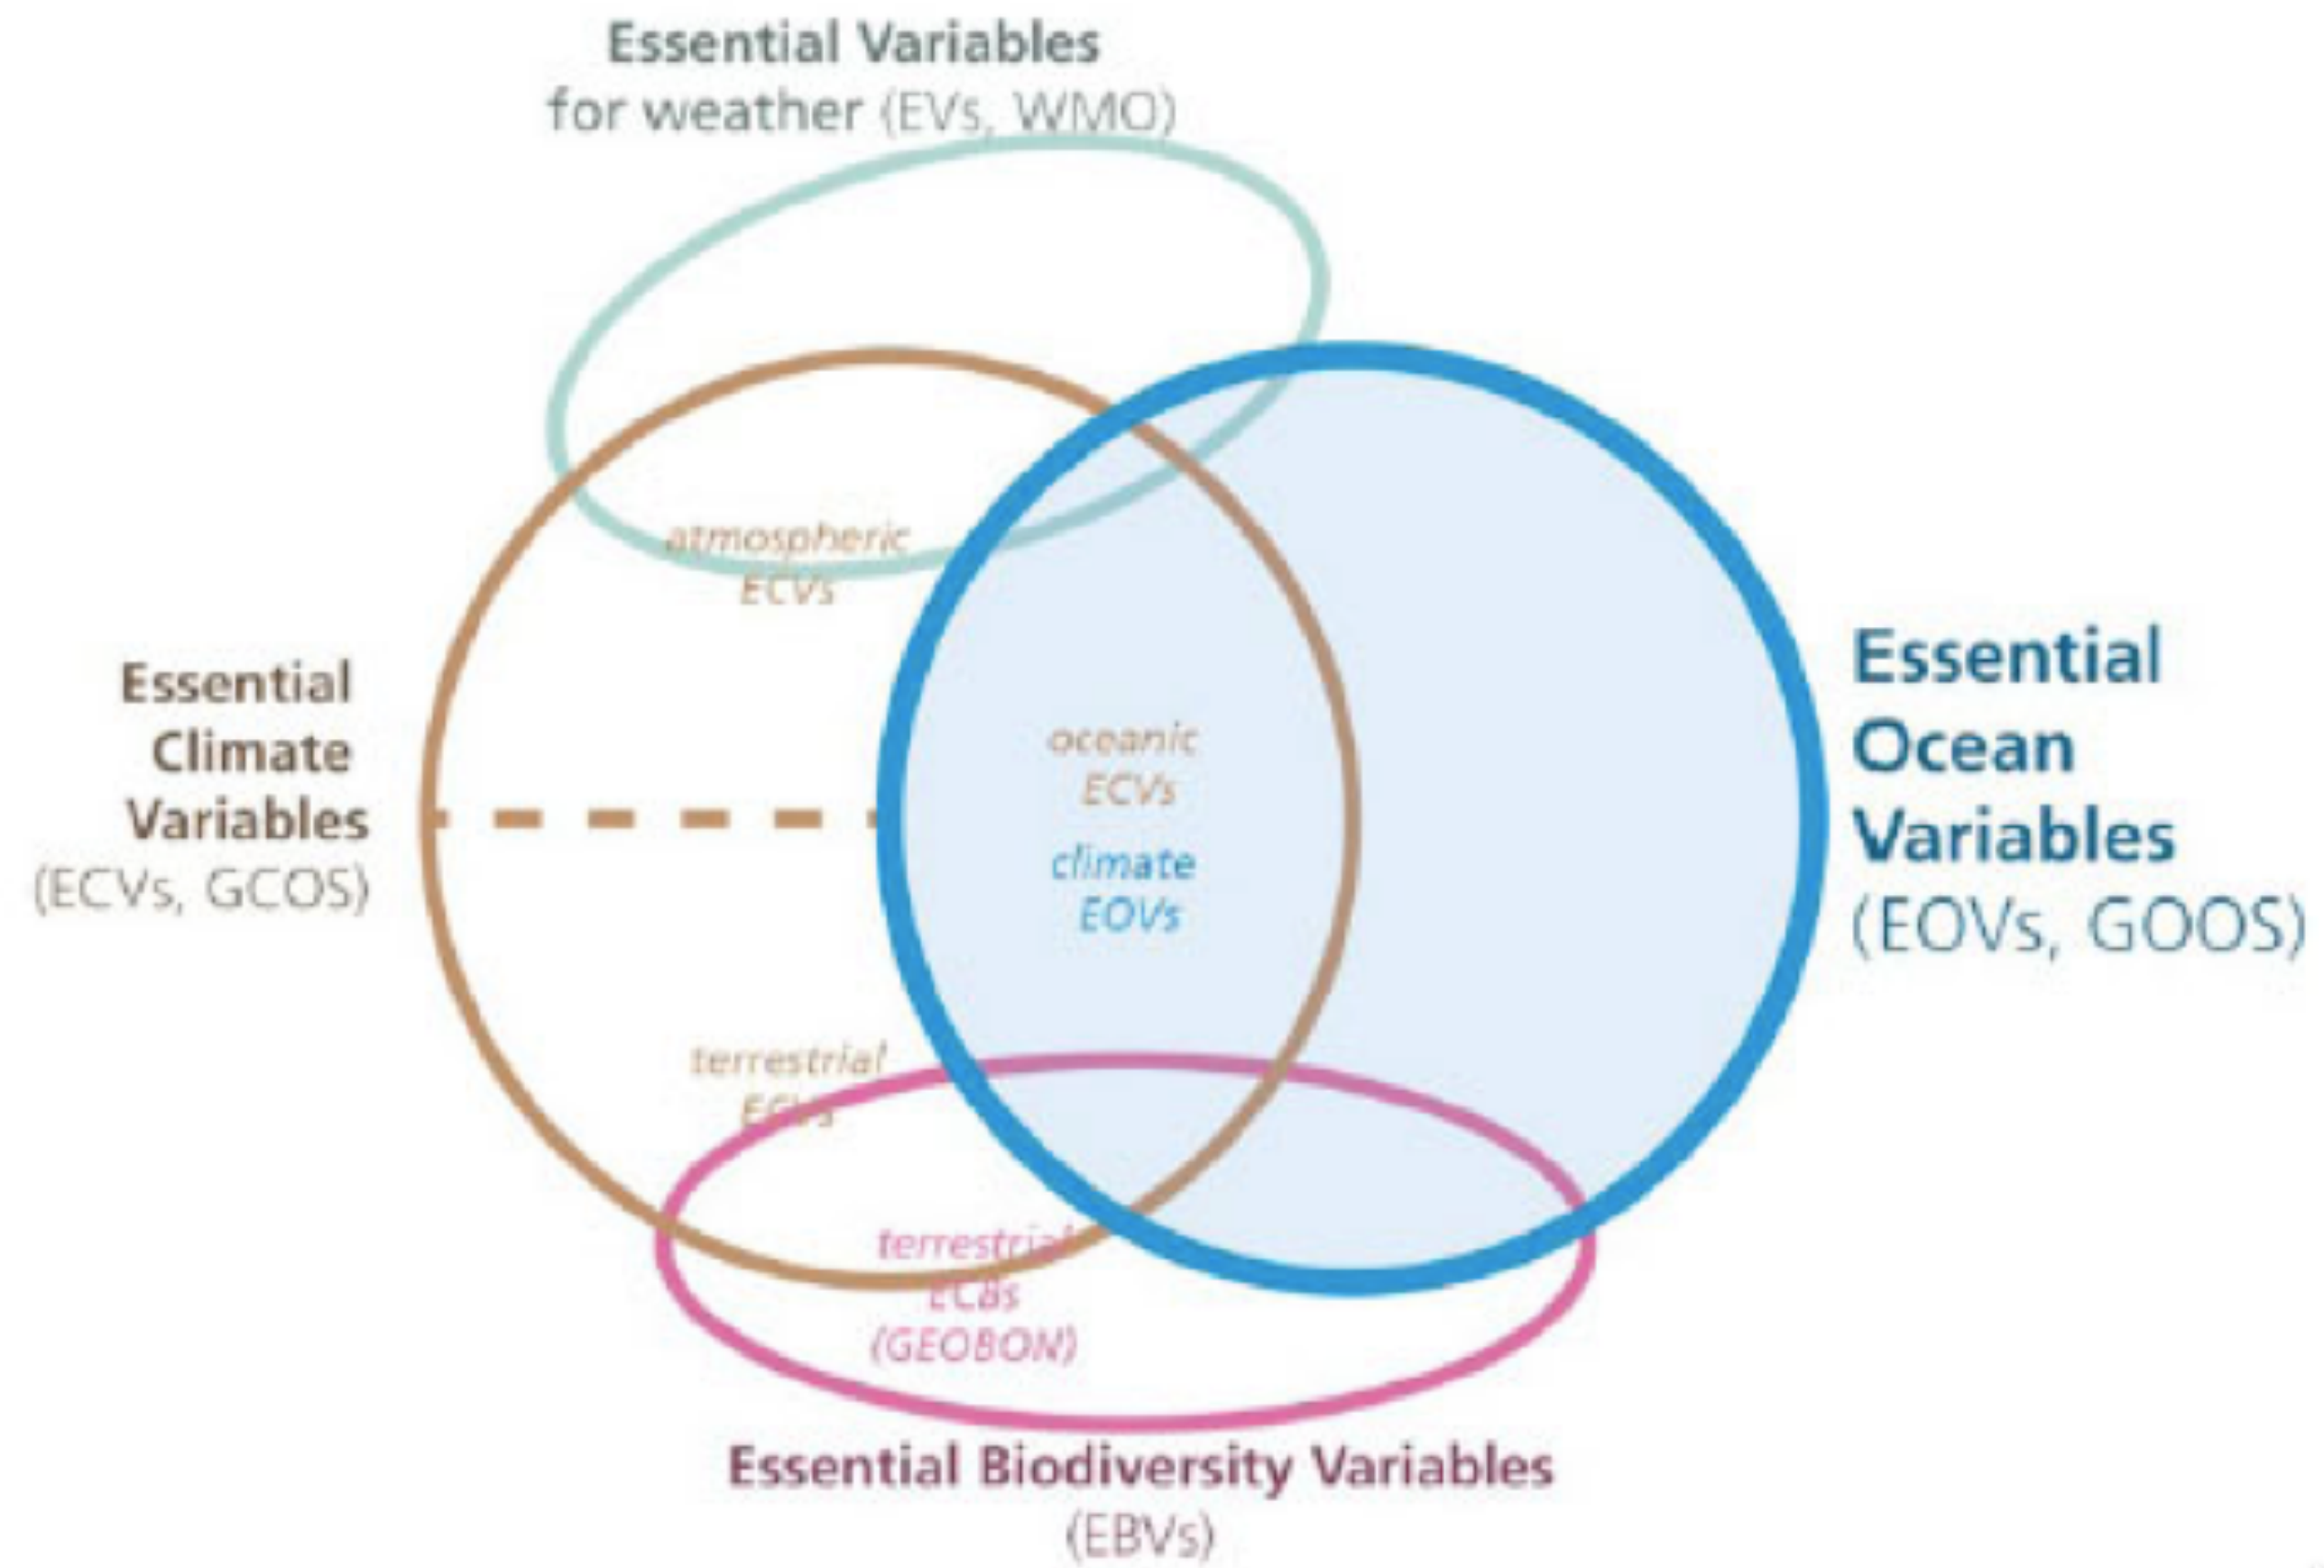 Essential Variables
for weather (EVs, WMO)
atmospheric
ECVs
Essential
Climate
Variables
(ECVs, GCOS)
oceanic
ECVs
climate
EOVs
Essential
Ocean
Variables
(EOVs, GOOS)
terrestrial
ECVs
terrestrial
ECBs
(GEOBON)
Essential Biodiversity Variables
(EBVs)